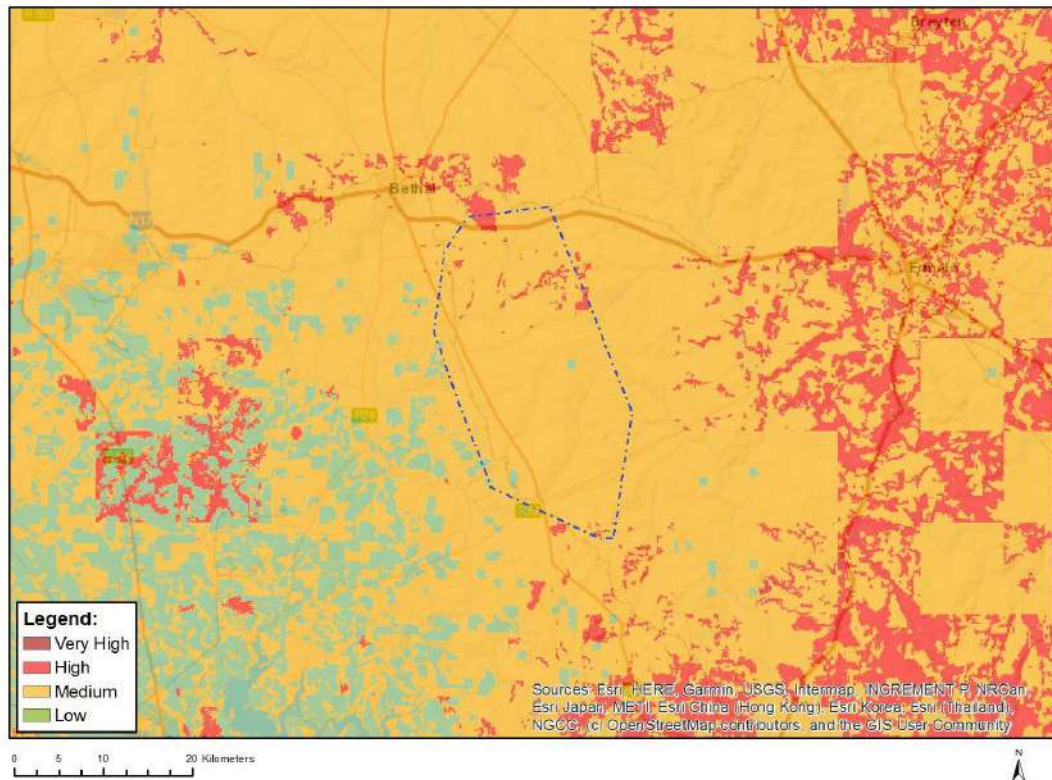 Breyten
Bethal
Ermelo
Legend:
Very High
High
Medium
Low
Sources: Esri, HERE, Garmin, USGS, Intermap, INCREMENT P, NRCan,
Esri Japan, METI, Esri China (Hong Kong), Esri Korea, Esri (Thailand),
NGCC, (c) OpenStreetMap contributors, and the GIS User Community
0 5 10 20 Kilometers
N